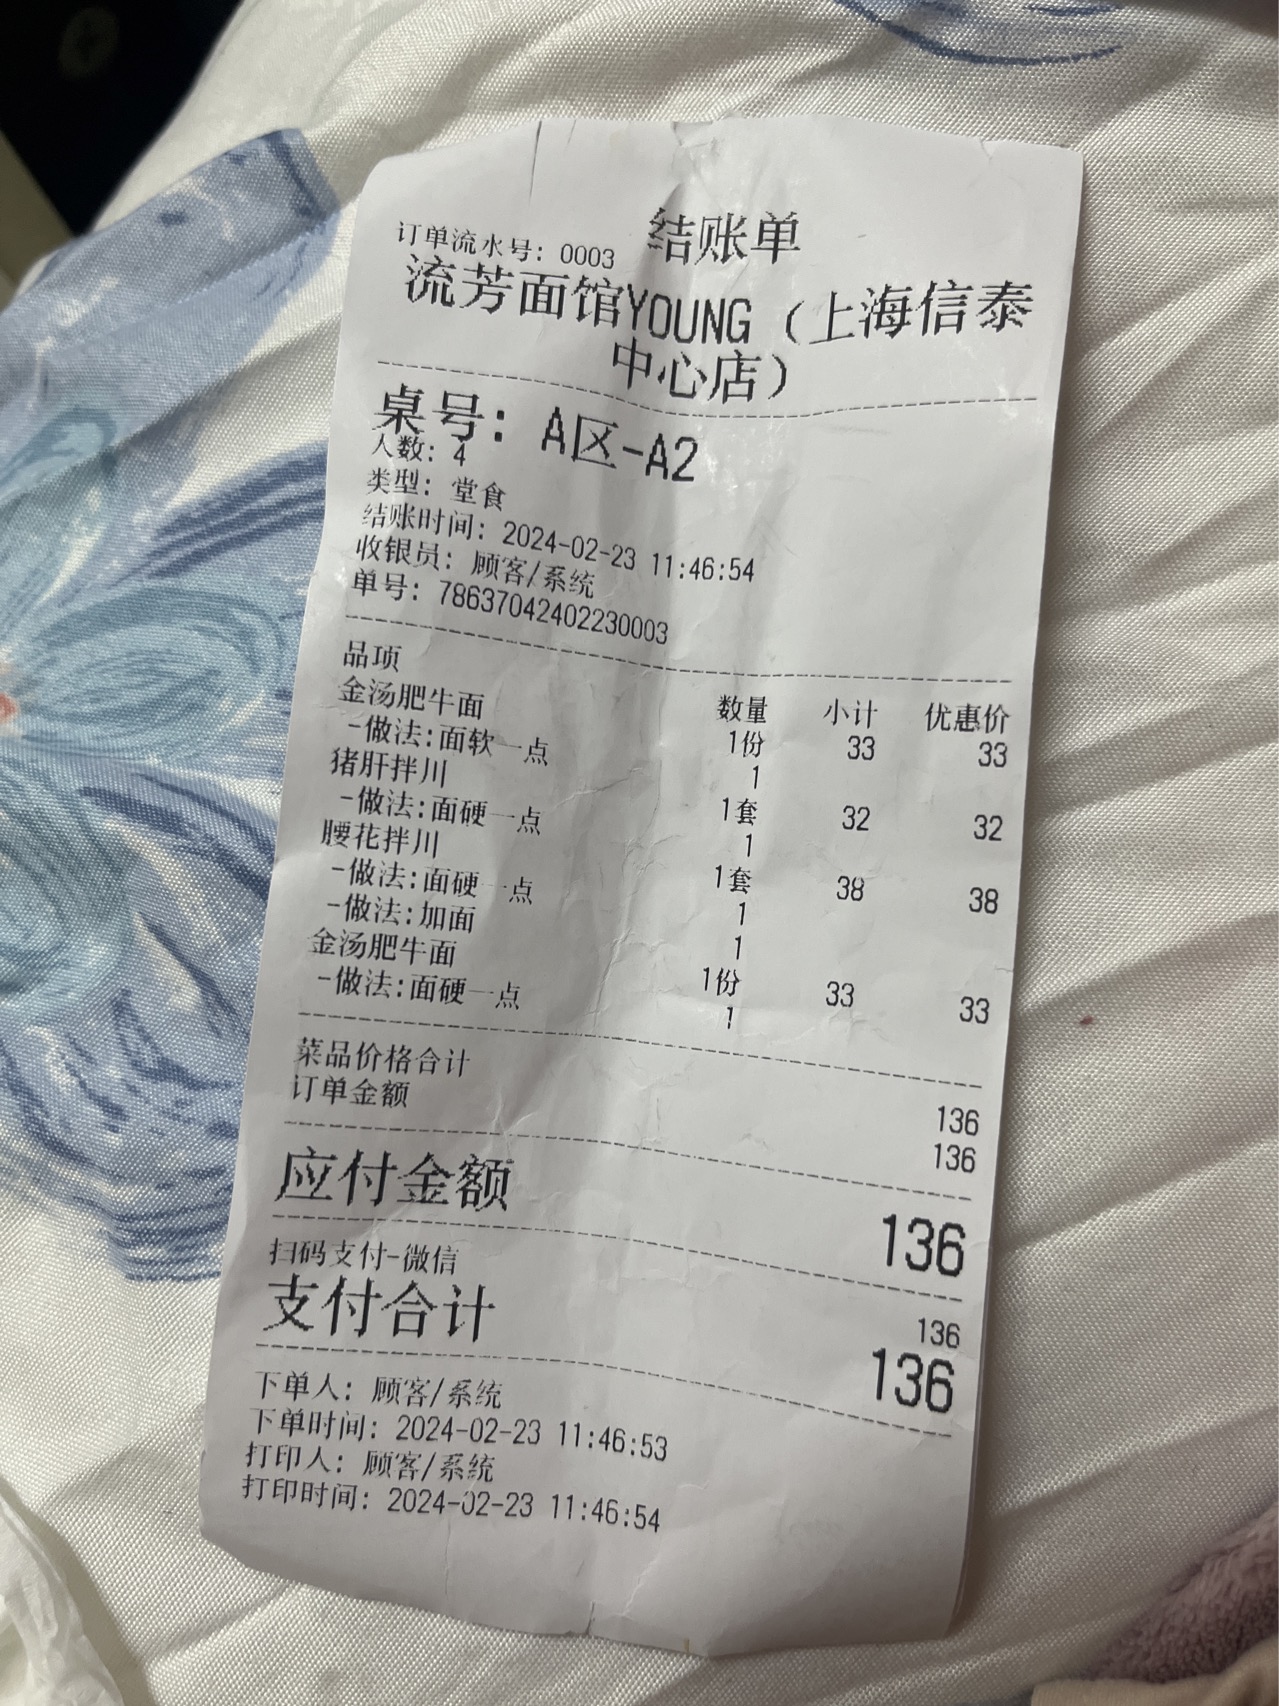 结账单
订单流水号: 0003
流芳面馆YOUNG (上海信泰
中心店)
桌号: A区-A2
人数: 4
类型: 堂食
结账时间: 2024-02-23 11:46:54
收银员: 顾客/系统
单号: 78637042402230003
品项 数量 小计 优惠价
金汤肥牛面 1份 33 33
-做法:面软一点 1
猪肝拌川 1套 32 32
-做法:面硬一点 1
腰花拌川 1套 38 38
-做法:面硬一点 1
-做法:加面 1
金汤肥牛面 1份 33 33
-做法:面硬一点 1
菜品价格合计 136
订单金额 136
应付金额 136
扫码支付-微信 136
支付合计 136
下单人: 顾客/系统
下单时间: 2024-02-23 11:46:53
打印人: 顾客/系统
打印时间: 2024-02-23 11:46:54